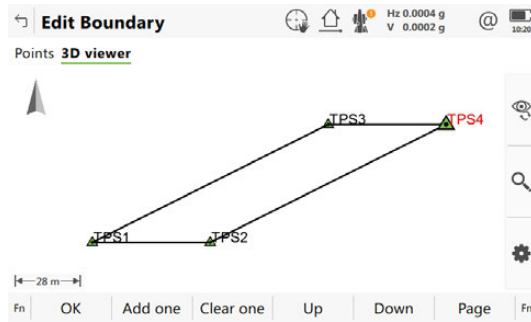 Edit Boundary
Hz 0.0004 g
V 0.0002 g
@
10:20
Points 3D viewer
TPS3
TPS4
TPS1
TPS2
28 m
Fn OK Add one Clear one Up Down Page Fn